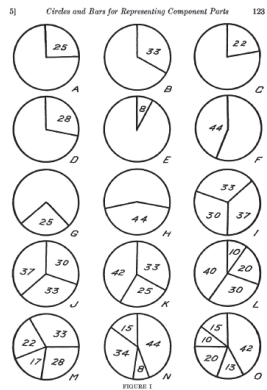 5] Circles and Bars for Representing Component Parts 123
25
A
33
B
22
C
28
D
8
E
44
F
25
G
44
H
33
30 37
I
37 30
33
J
42 33
25
K
10
40 20
30
L
33
22
17 28
M
15
44
34
8
N
15
10 42
20
13
O
FIGURE I